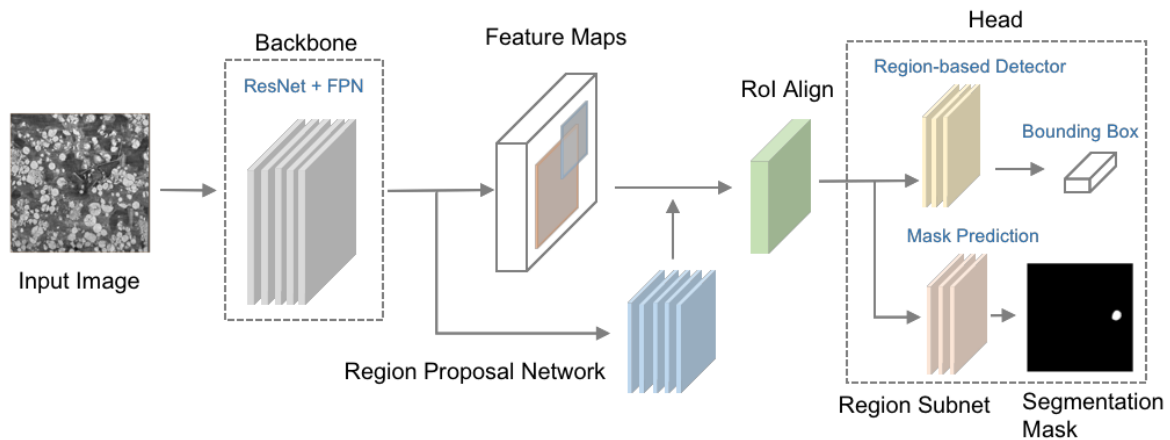 Head
Backbone
Feature Maps
ResNet + FPN
Region-based Detector
RoI Align
Bounding Box
Mask Prediction
Input Image
Region Proposal Network
Region Subnet
Segmentation
Mask